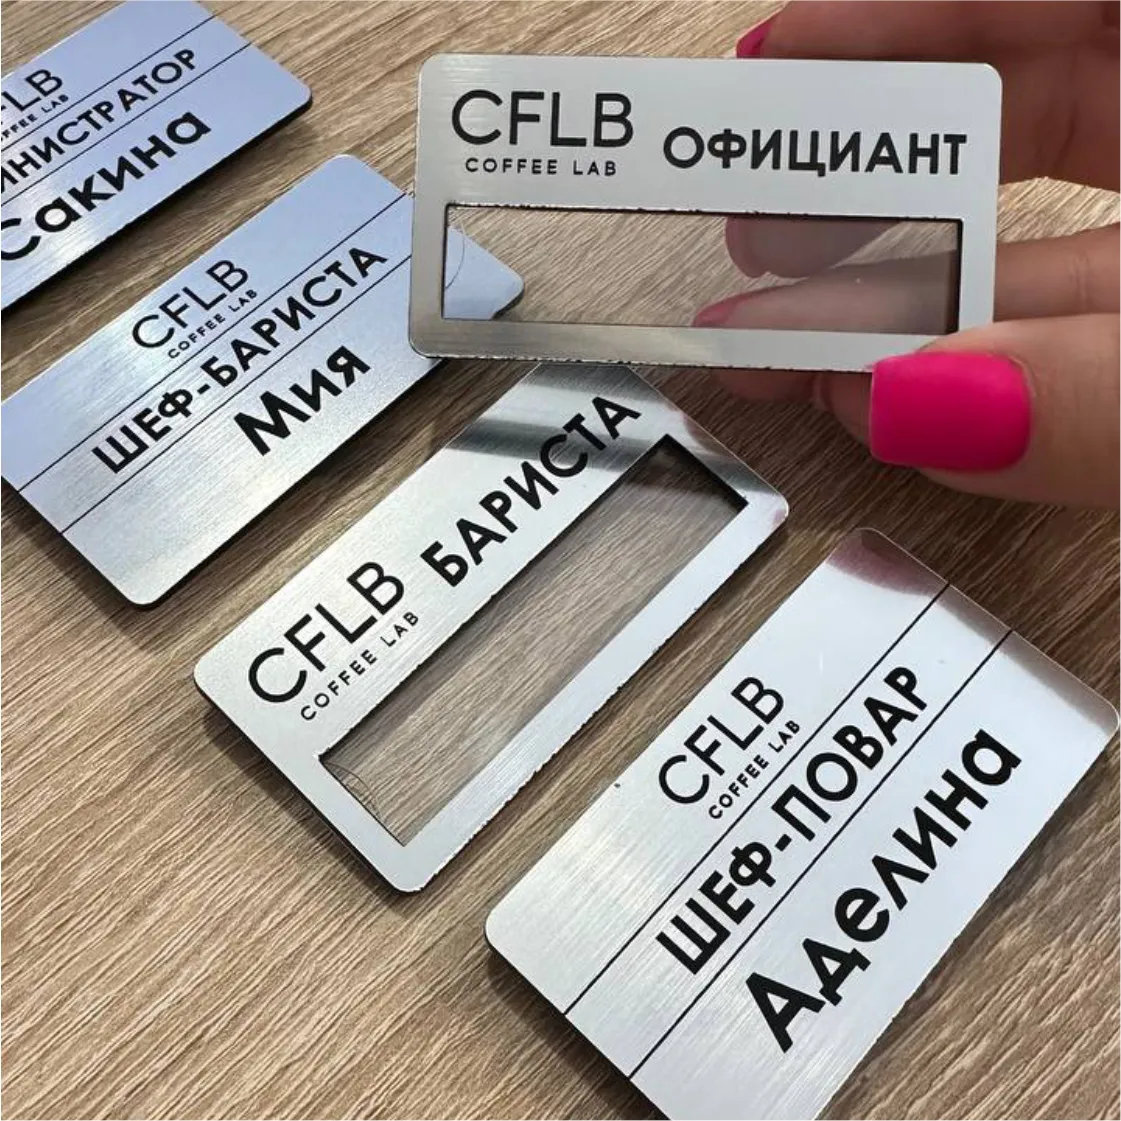 CFLB
COFFEE LAB
ОФИЦИАНТ
Сакина
CFLB
COFFEE LAB
ШЕФ-БАРИСТА
Мия
CFLB
COFFEE LAB
БАРИСТА
CFLB
COFFEE LAB
ШЕФ-ПОВАР
Аделина